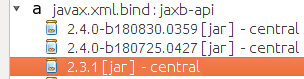 a javax.xml.bind : jaxb-api
2.4.0-b180830.0359 [jar] - central
2.4.0-b180725.0427 [jar] - central
2.3.1 [jar] - central